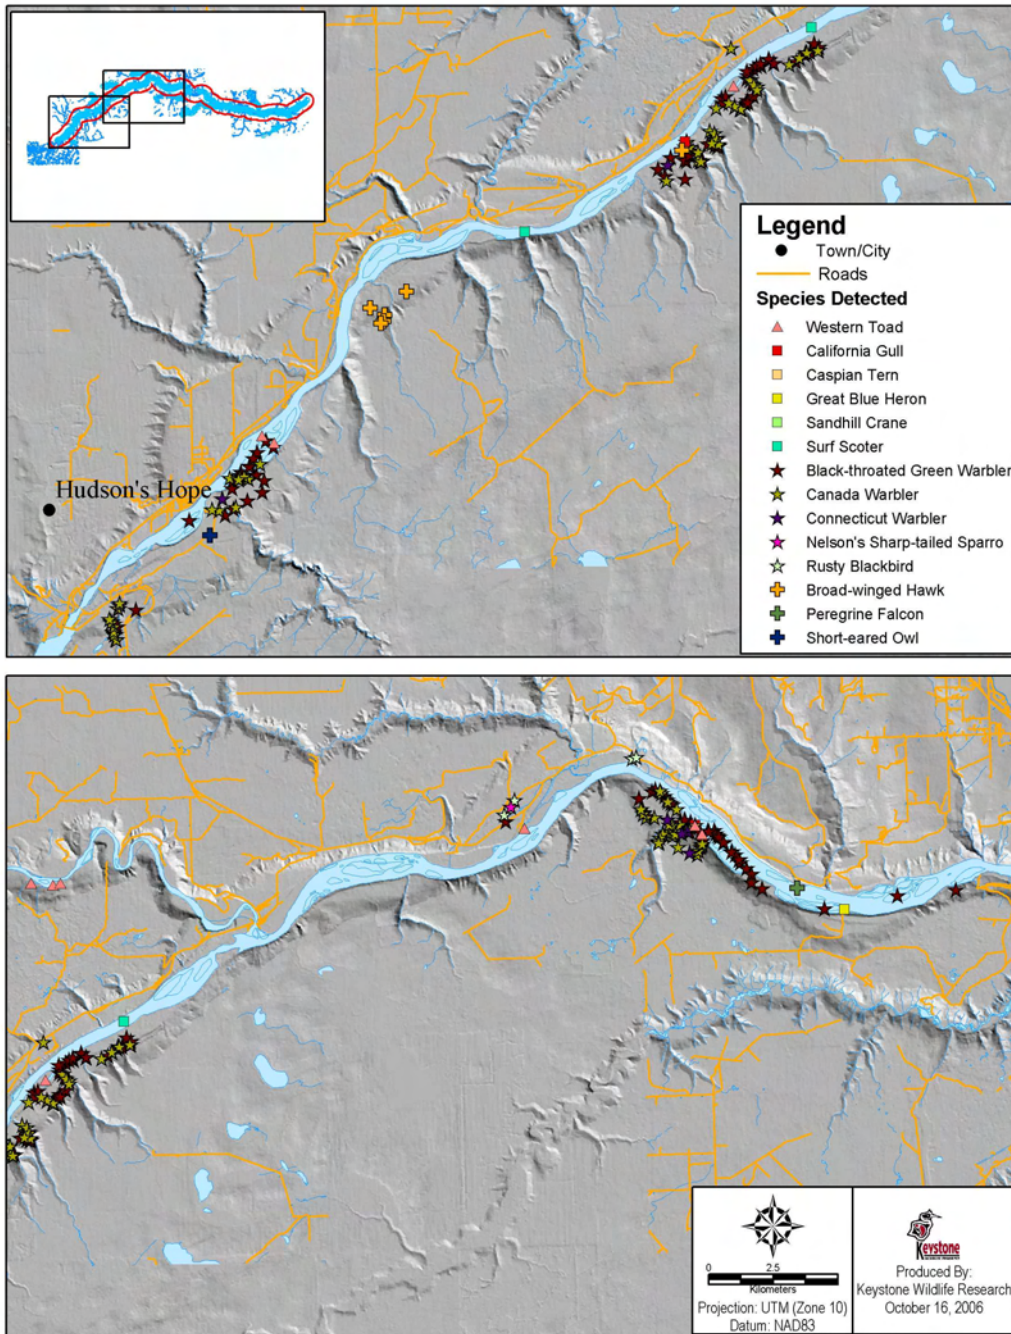 Legend
Town/City
Roads
Species Detected
Western Toad
California Gull
Caspian Tern
Great Blue Heron
Sandhill Crane
Surf Scoter
Black-throated Green Warbler
Canada Warbler
Connecticut Warbler
Nelson's Sharp-tailed Sparro
Rusty Blackbird
Broad-winged Hawk
Peregrine Falcon
Short-eared Owl
Hudson's Hope
0 2.5
Kilometers
Projection: UTM (Zone 10)
Datum: NAD83
Keystone
Produced By:
Keystone Wildlife Research
October 16, 2006